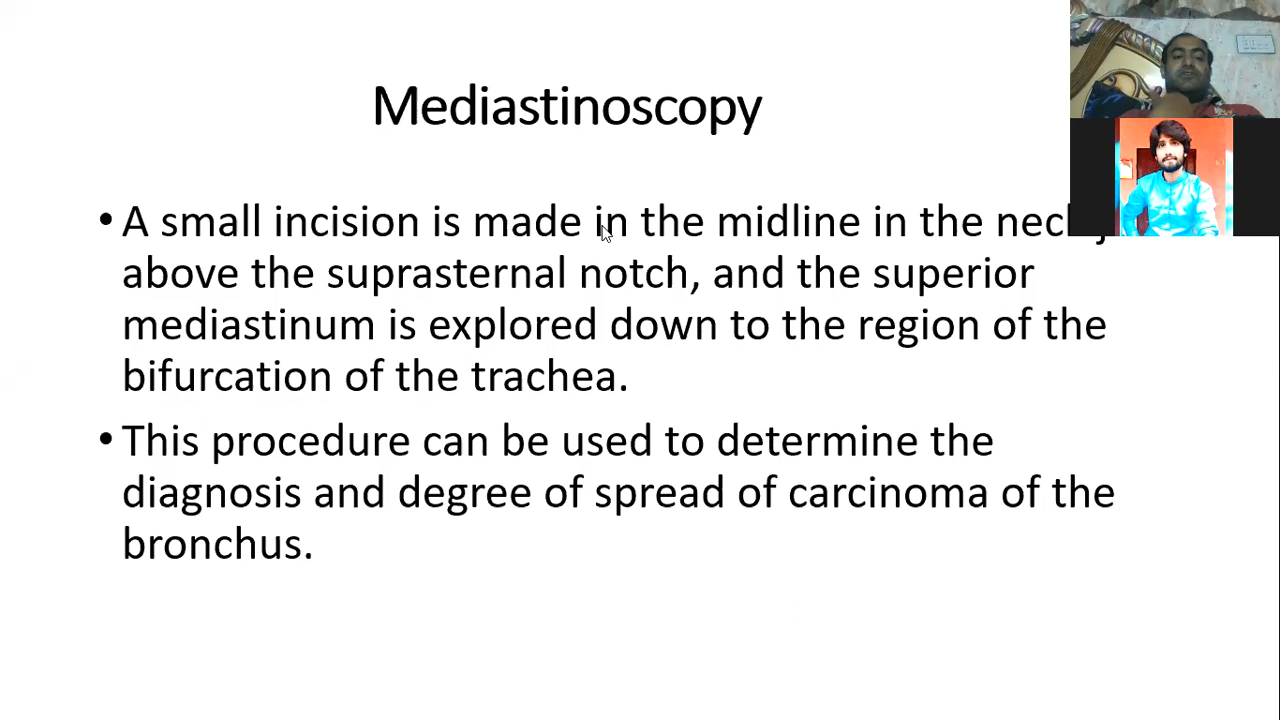 Mediastinoscopy
• A small incision is made in the midline in the
above the suprasternal notch, and the superior
mediastinum is explored down to the region of the
bifurcation of the trachea.
• This procedure can be used to determine the
diagnosis and degree of spread of carcinoma of the
bronchus.